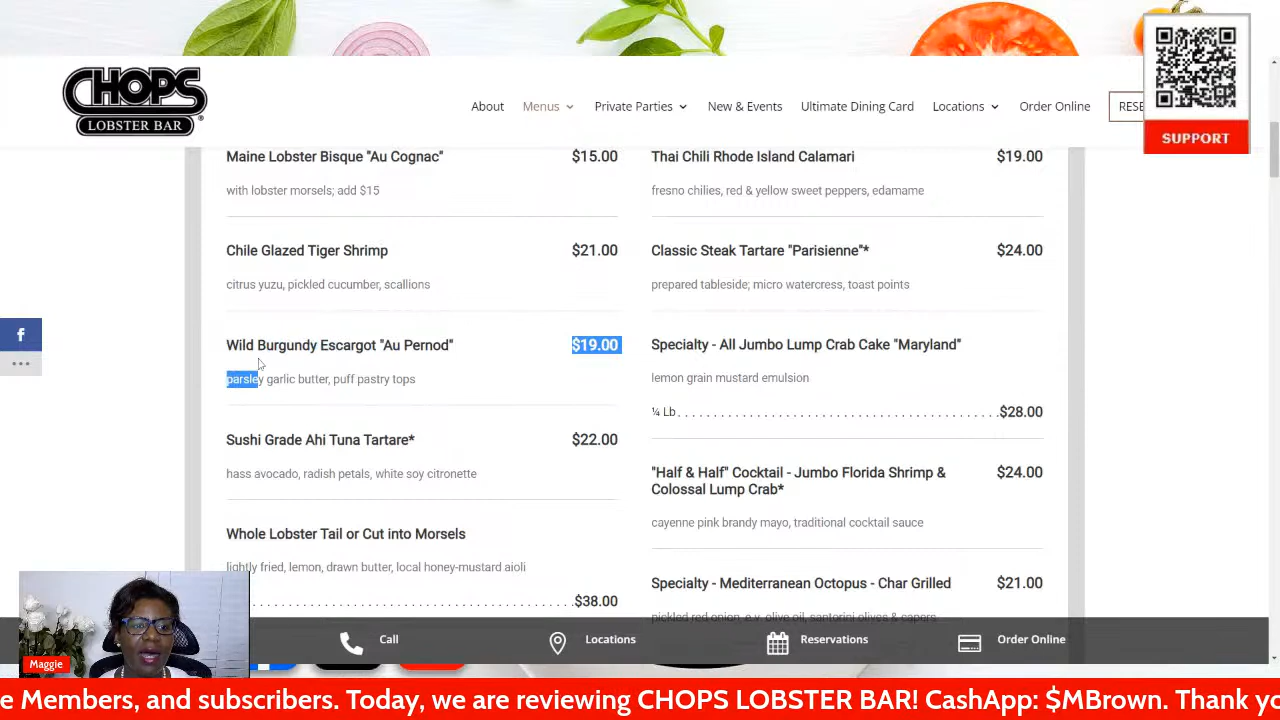 CHOPS
LOBSTER BAR
About Menus Private Parties New & Events Ultimate Dining Card Locations Order Online RESE
SUPPORT
Maine Lobster Bisque "Au Cognac" $15.00
with lobster morsels; add $15
Chile Glazed Tiger Shrimp $21.00
citrus yuzu, pickled cucumber, scallions
Wild Burgundy Escargot "Au Pernod" $19.00
parsley garlic butter, puff pastry tops
Sushi Grade Ahi Tuna Tartare* $22.00
hass avocado, radish petals, white soy citronette
Whole Lobster Tail or Cut into Morsels
lightly fried, lemon, drawn butter, local honey-mustard aioli
$38.00
Thai Chili Rhode Island Calamari $19.00
fresno chilies, red & yellow sweet peppers, edamame
Classic Steak Tartare "Parisienne"* $24.00
prepared tableside; micro watercress, toast points
Specialty - All Jumbo Lump Crab Cake "Maryland"
lemon grain mustard emulsion
¼ Lb $28.00
"Half & Half" Cocktail - Jumbo Florida Shrimp & $24.00
Colossal Lump Crab*
cayenne pink brandy mayo, traditional cocktail sauce
Specialty - Mediterranean Octopus - Char Grilled $21.00
pickled red onion, e.v. olive oil, santorini olives & capers
Call Locations Reservations Order Online
Maggie
e Members, and subscribers. Today, we are reviewing CHOPS LOBSTER BAR! CashApp: $MBrown. Thank yo